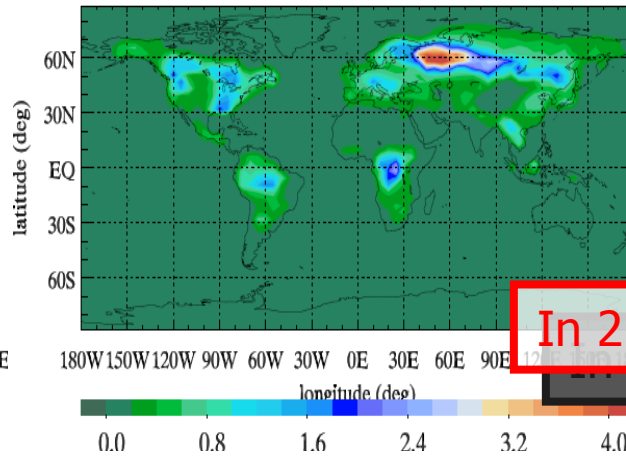 60N
30N
EQ
30S
60S
latitude (deg)
In 2
180W 150W 120W 90W 60W 30W 0E 30E 60E 90E
longitude (deg)
0.0 0.8 1.6 2.4 3.2 4.0